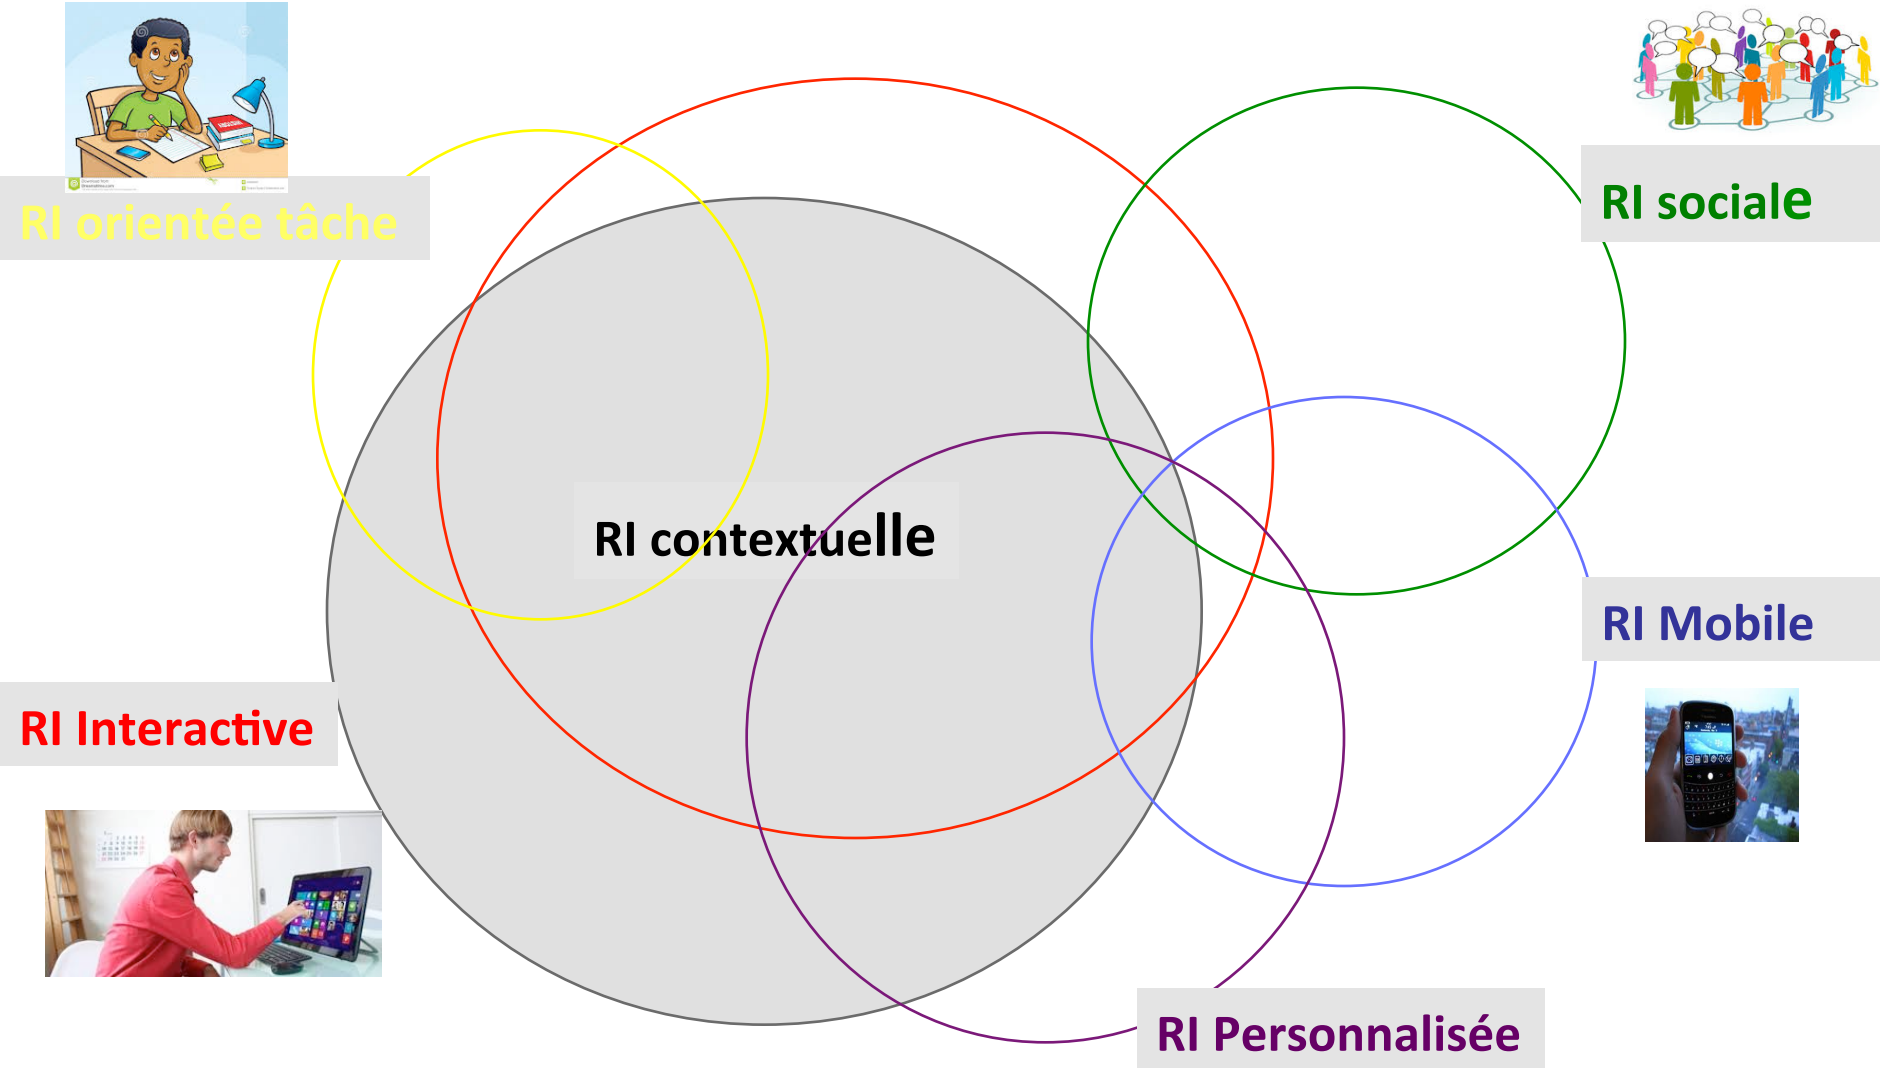 RI orientée tâche
RI sociale
RI contextuelle
RI Mobile
RI Interactive
RI Personnalisée